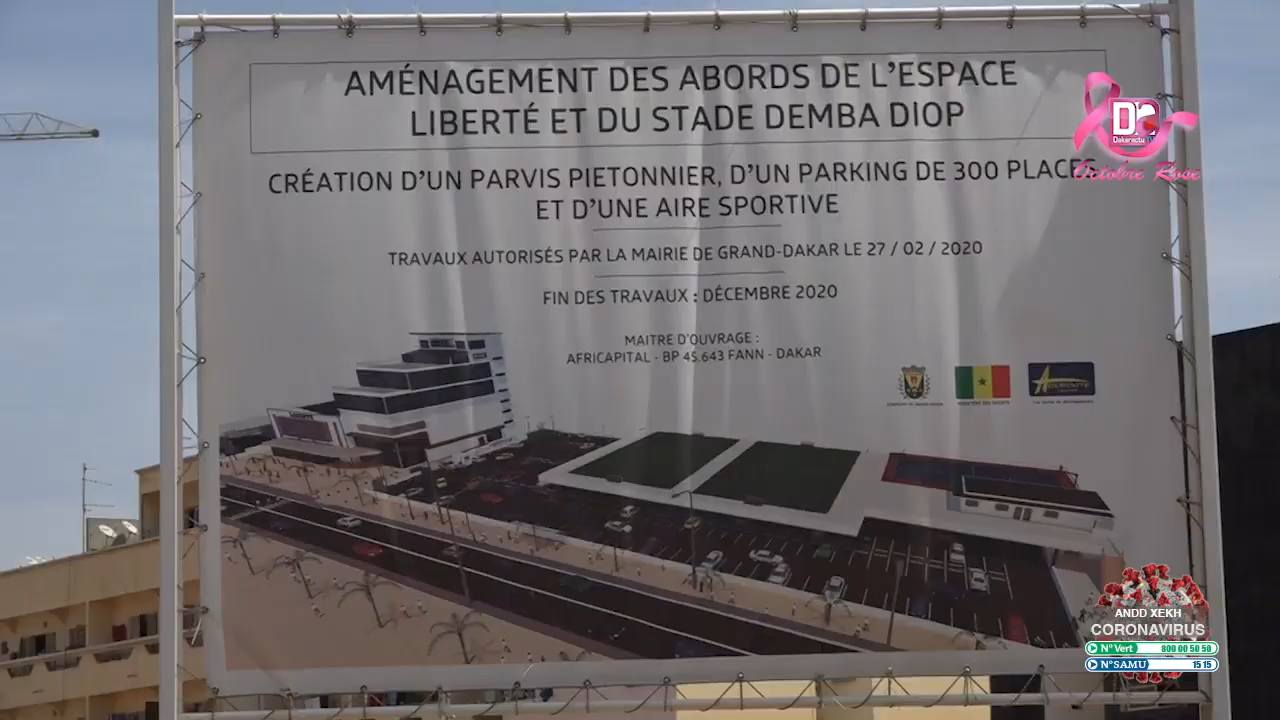 AMÉNAGEMENT DES ABORDS DE L'ESPACE
LIBERTÉ ET DU STADE DEMBA DIOP
CRÉATION D'UN PARVIS PIETONNIER, D'UN PARKING DE 300 PLACES
ET D'UNE AIRE SPORTIVE
TRAVAUX AUTORISÉS PAR LA MAIRIE DE GRAND-DAKAR LE 27 / 02 / 2020
FIN DES TRAVAUX : DÉCEMBRE 2020
MAITRE D'OUVRAGE :
AFRICAPITAL - BP 45.643 FANN - DAKAR
Dakaractu
Octobre Rose
ANDD XEKH
CORONAVIRUS
N° Vert 800 00 50 50
N°SAMU 15 15